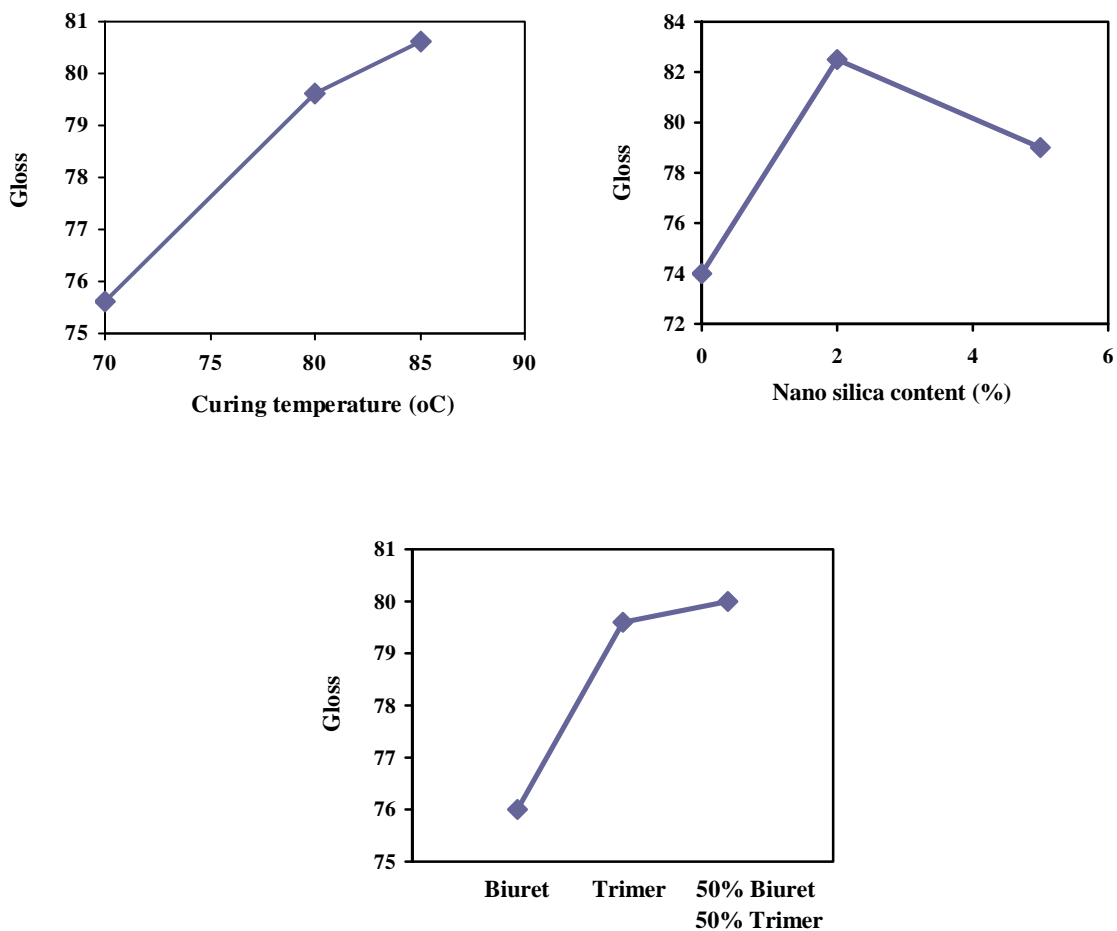 81
80
79
78
77
76
75
Gloss
70 75 80 85 90
Curing temperature (oC)
84
82
80
78
76
74
72
Gloss
0 2 4 6
Nano silica content (%)
81
80
79
78
77
76
75
Gloss
Biuret Trimer 50% Biuret
50% Trimer